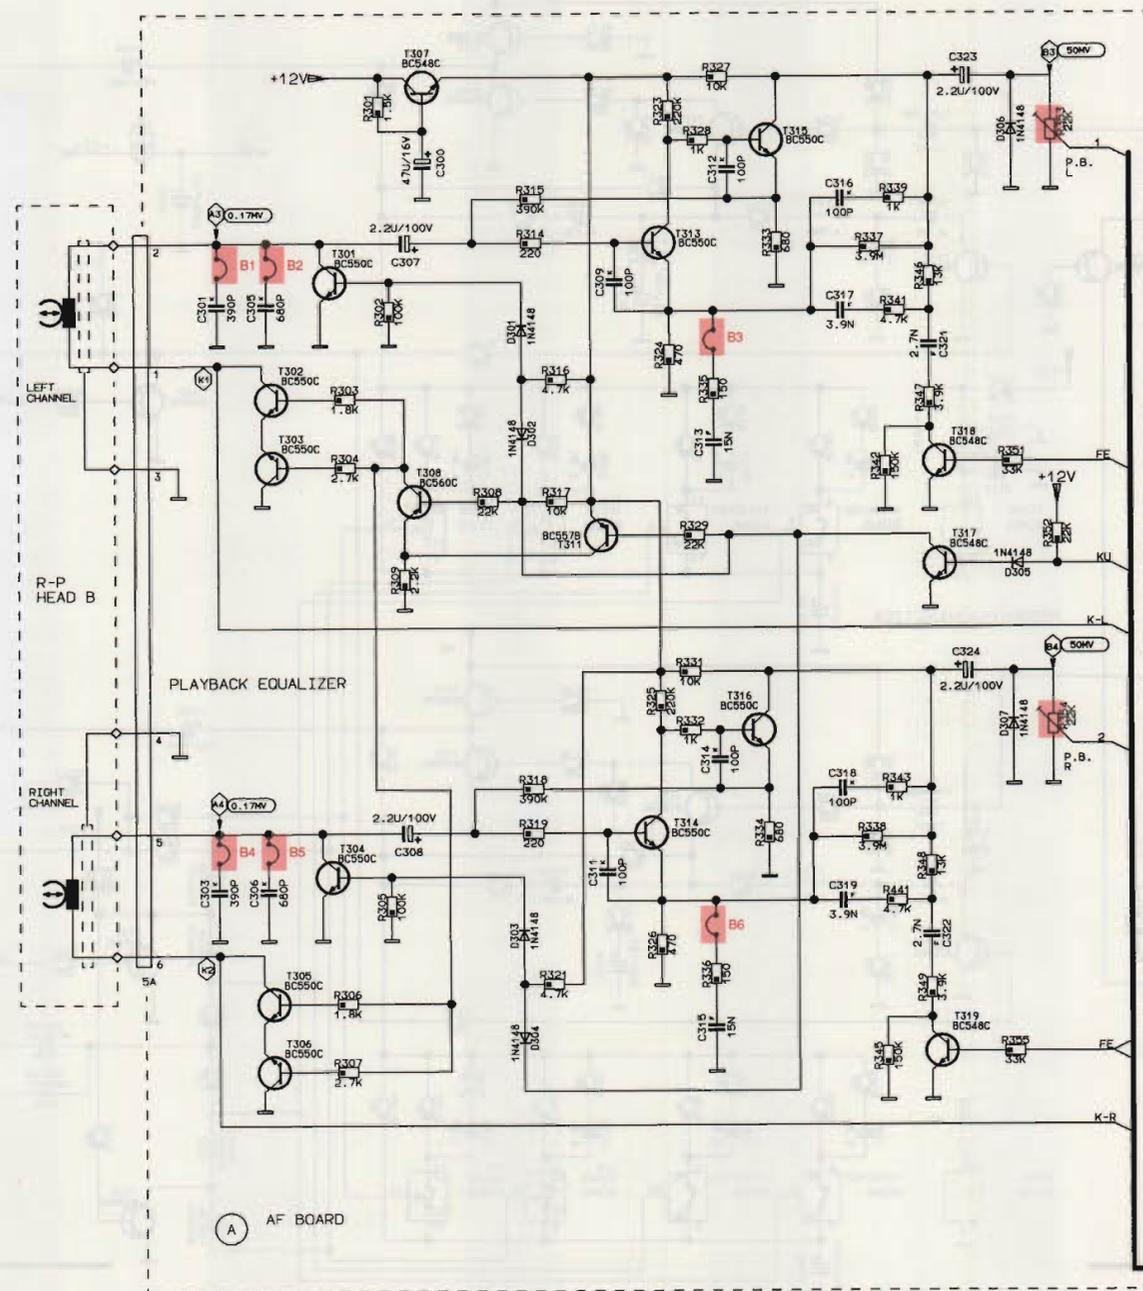 T307
BC548C
+12V
R301
1.5K
47U/16V
C300
R323
220K
R327
10K
R328
1K
C312
100P
T315
BC550C
C323
2.2U/100V
D306
1N4148
B3
50MV
22K
1
P.B.
L
R315
390K
R314
220
C309
100P
T313
BC550C
R333
680
C316
100P
R339
1K
R337
3.9M
R346
13K
C317
3.9N
R341
4.7K
2.7N
C321
R347
3.9K
R324
470
B3
R335
150
C313
15N
A3
0.17MV
2
B1
B2
C301
390P
C305
680P
T301
BC550C
2.2U/100V
C307
R302
100K
D301
1N4148
R316
4.7K
1N4148
D302
LEFT
CHANNEL
1
K1
3
T302
BC550C
R303
1.8K
T303
BC550C
R304
2.7K
T308
BC560C
R308
22K
R317
10K
BC557B
T311
R329
22K
R309
2.2K
R342
150K
T318
BC548C
R351
33K
FE
+12V
R352
22K
T317
BC548C
1N4148
D305
KU
K-L
R-P
HEAD B
PLAYBACK EQUALIZER
4
R331
10K
R325
220K
R332
1K
C314
100P
T316
BC550C
C324
2.2U/100V
D307
1N4148
B4
50MV
22K
2
P.B.
R
RIGHT
CHANNEL
A4
0.17MV
5
B4
B5
C303
390P
C306
680P
T304
BC550C
2.2U/100V
C308
R305
100K
R318
390K
R319
220
C311
100P
T314
BC550C
R334
680
C318
100P
R343
1K
R338
3.9M
R348
13K
C319
3.9N
R441
4.7K
2.7N
C322
R349
3.9K
R326
470
B6
R336
150
C315
15N
D303
1N4148
R321
4.7K
1N4148
D304
6
5A
K2
T305
BC550C
R306
1.8K
T306
BC550C
R307
2.7K
R345
150K
T319
BC548C
R355
33K
FE
K-R
A
AF BOARD